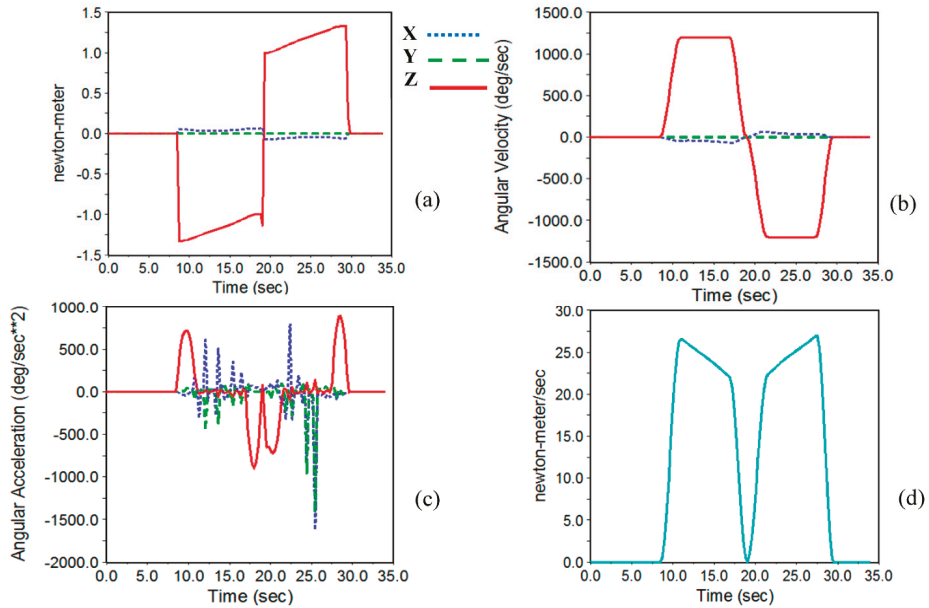 1.5
1.0
0.5
0.0
-0.5
-1.0
-1.5
newton-meter
0.0 5.0 10.0 15.0 20.0 25.0 30.0 35.0
Time (sec)
(a)
X
Y
Z
1500.0
1000.0
500.0
0.0
-500.0
-1000.0
-1500.0
Angular Velocity (deg/sec)
0.0 5.0 10.0 15.0 20.0 25.0 30.0 35.0
Time (sec)
(b)
1000.0
500.0
0.0
-500.0
-1000.0
-1500.0
-2000.0
Angular Acceleration (deg/sec**2)
0.0 5.0 10.0 15.0 20.0 25.0 30.0 35.0
Time (sec)
(c)
30.0
25.0
20.0
15.0
10.0
5.0
0.0
newton-meter/sec
0.0 5.0 10.0 15.0 20.0 25.0 30.0 35.0
Time (sec)
(d)